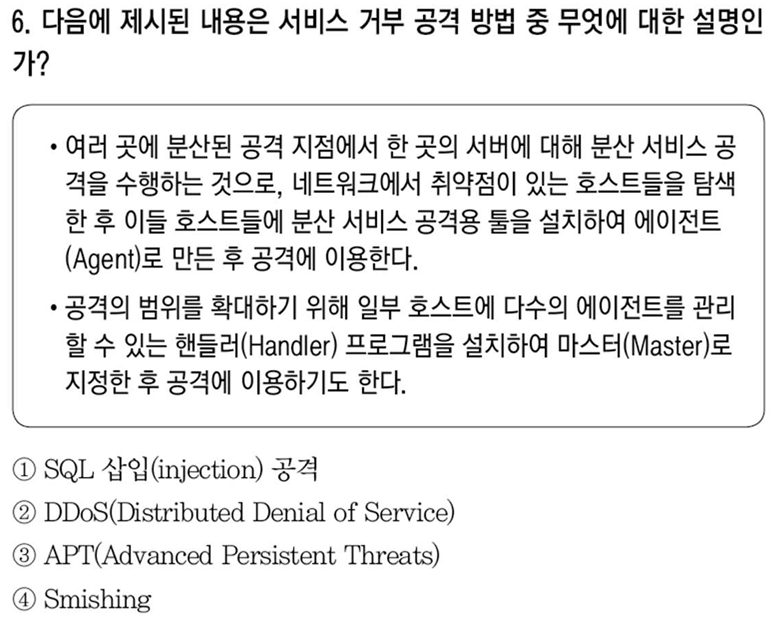 6. 다음에 제시된 내용은 서비스 거부 공격 방법 중 무엇에 대한 설명인
가?
• 여러 곳에 분산된 공격 지점에서 한 곳의 서버에 대해 분산 서비스 공
격을 수행하는 것으로, 네트워크에서 취약점이 있는 호스트들을 탐색
한 후 이들 호스트들에 분산 서비스 공격용 툴을 설치하여 에이전트
(Agent)로 만든 후 공격에 이용한다.
• 공격의 범위를 확대하기 위해 일부 호스트에 다수의 에이전트를 관리
할 수 있는 핸들러(Handler) 프로그램을 설치하여 마스터(Master)로
지정한 후 공격에 이용하기도 한다.
① SQL 삽입(injection) 공격
② DDoS(Distributed Denial of Service)
③ APT(Advanced Persistent Threats)
④ Smishing